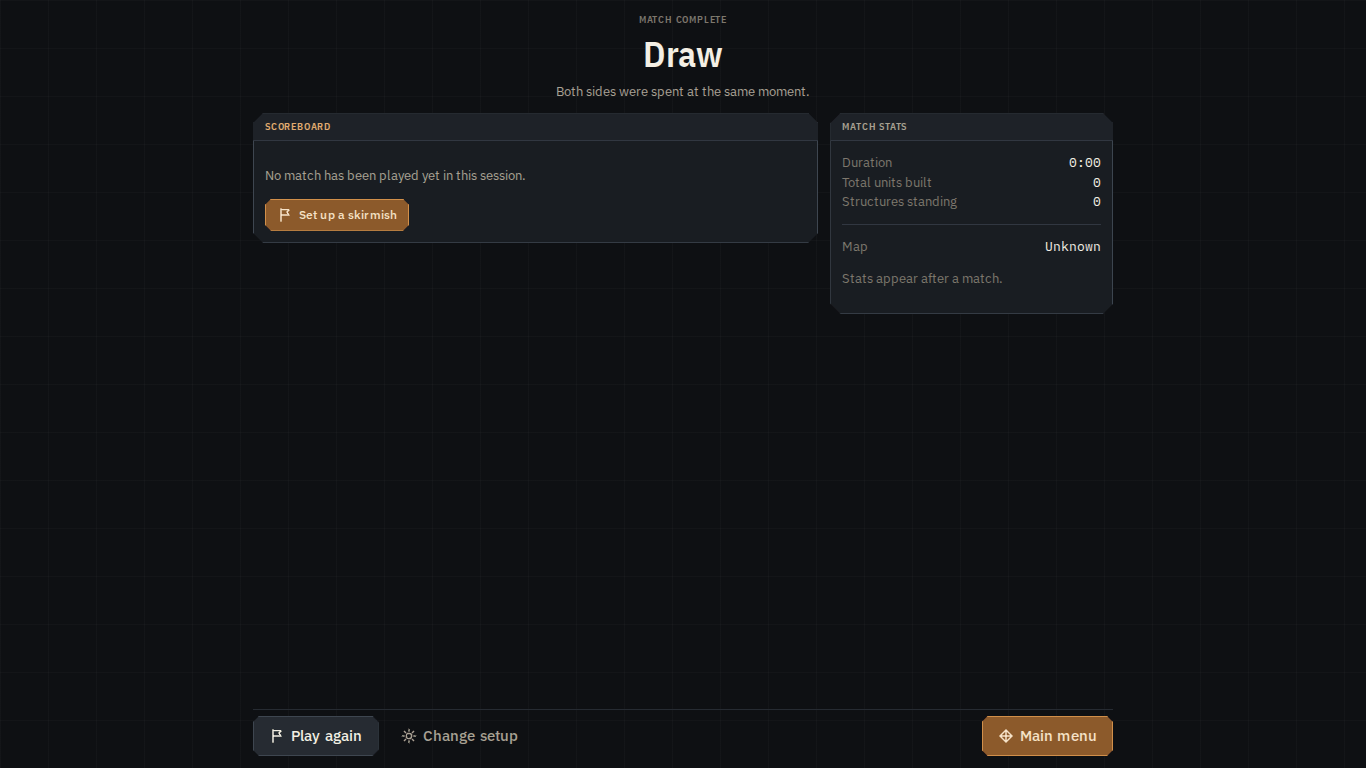 MATCH COMPLETE
Draw
Both sides were spent at the same moment.
SCOREBOARD
No match has been played yet in this session.
Set up a skirmish
MATCH STATS
Duration 0:00
Total units built 0
Structures standing 0
Map Unknown
Stats appear after a match.
Play again
Change setup
Main menu